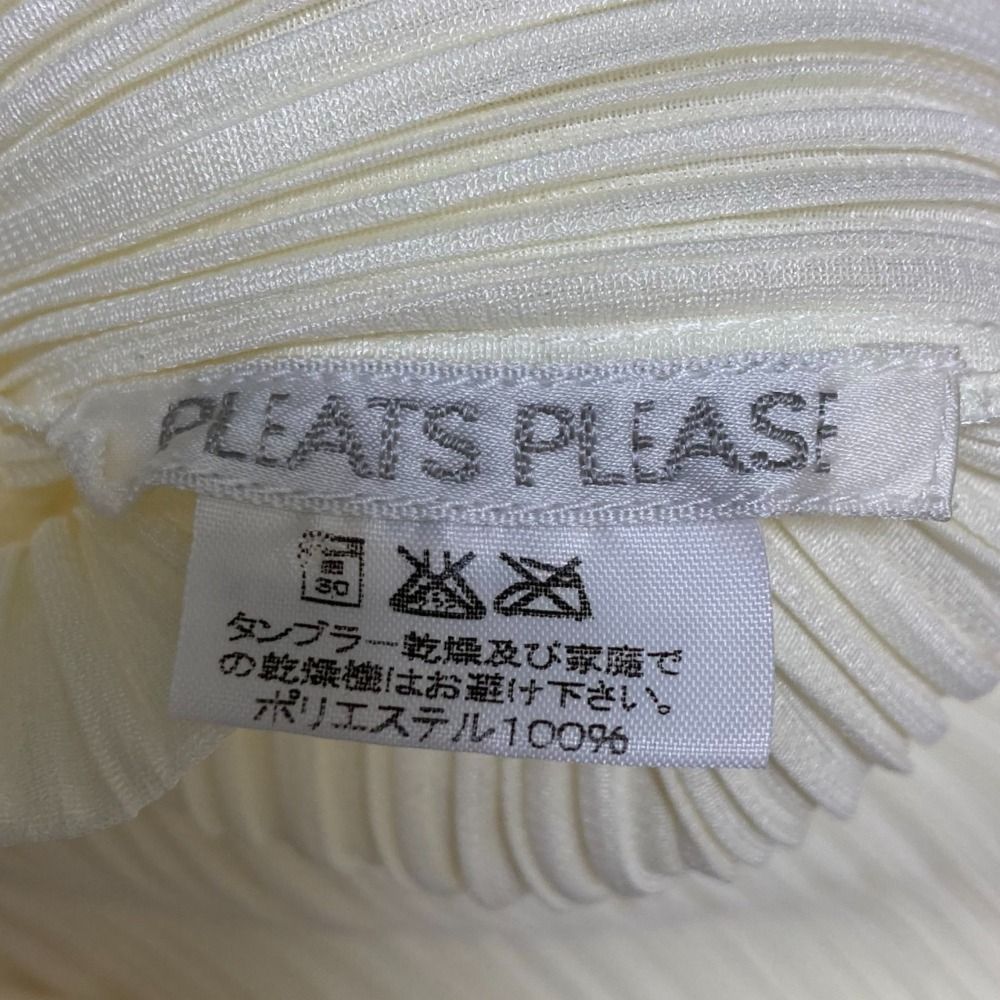 PLEATS PLEASE
30
タンブラー乾燥及び家庭で
の乾燥機はお避け下さい。
ポリエステル100%